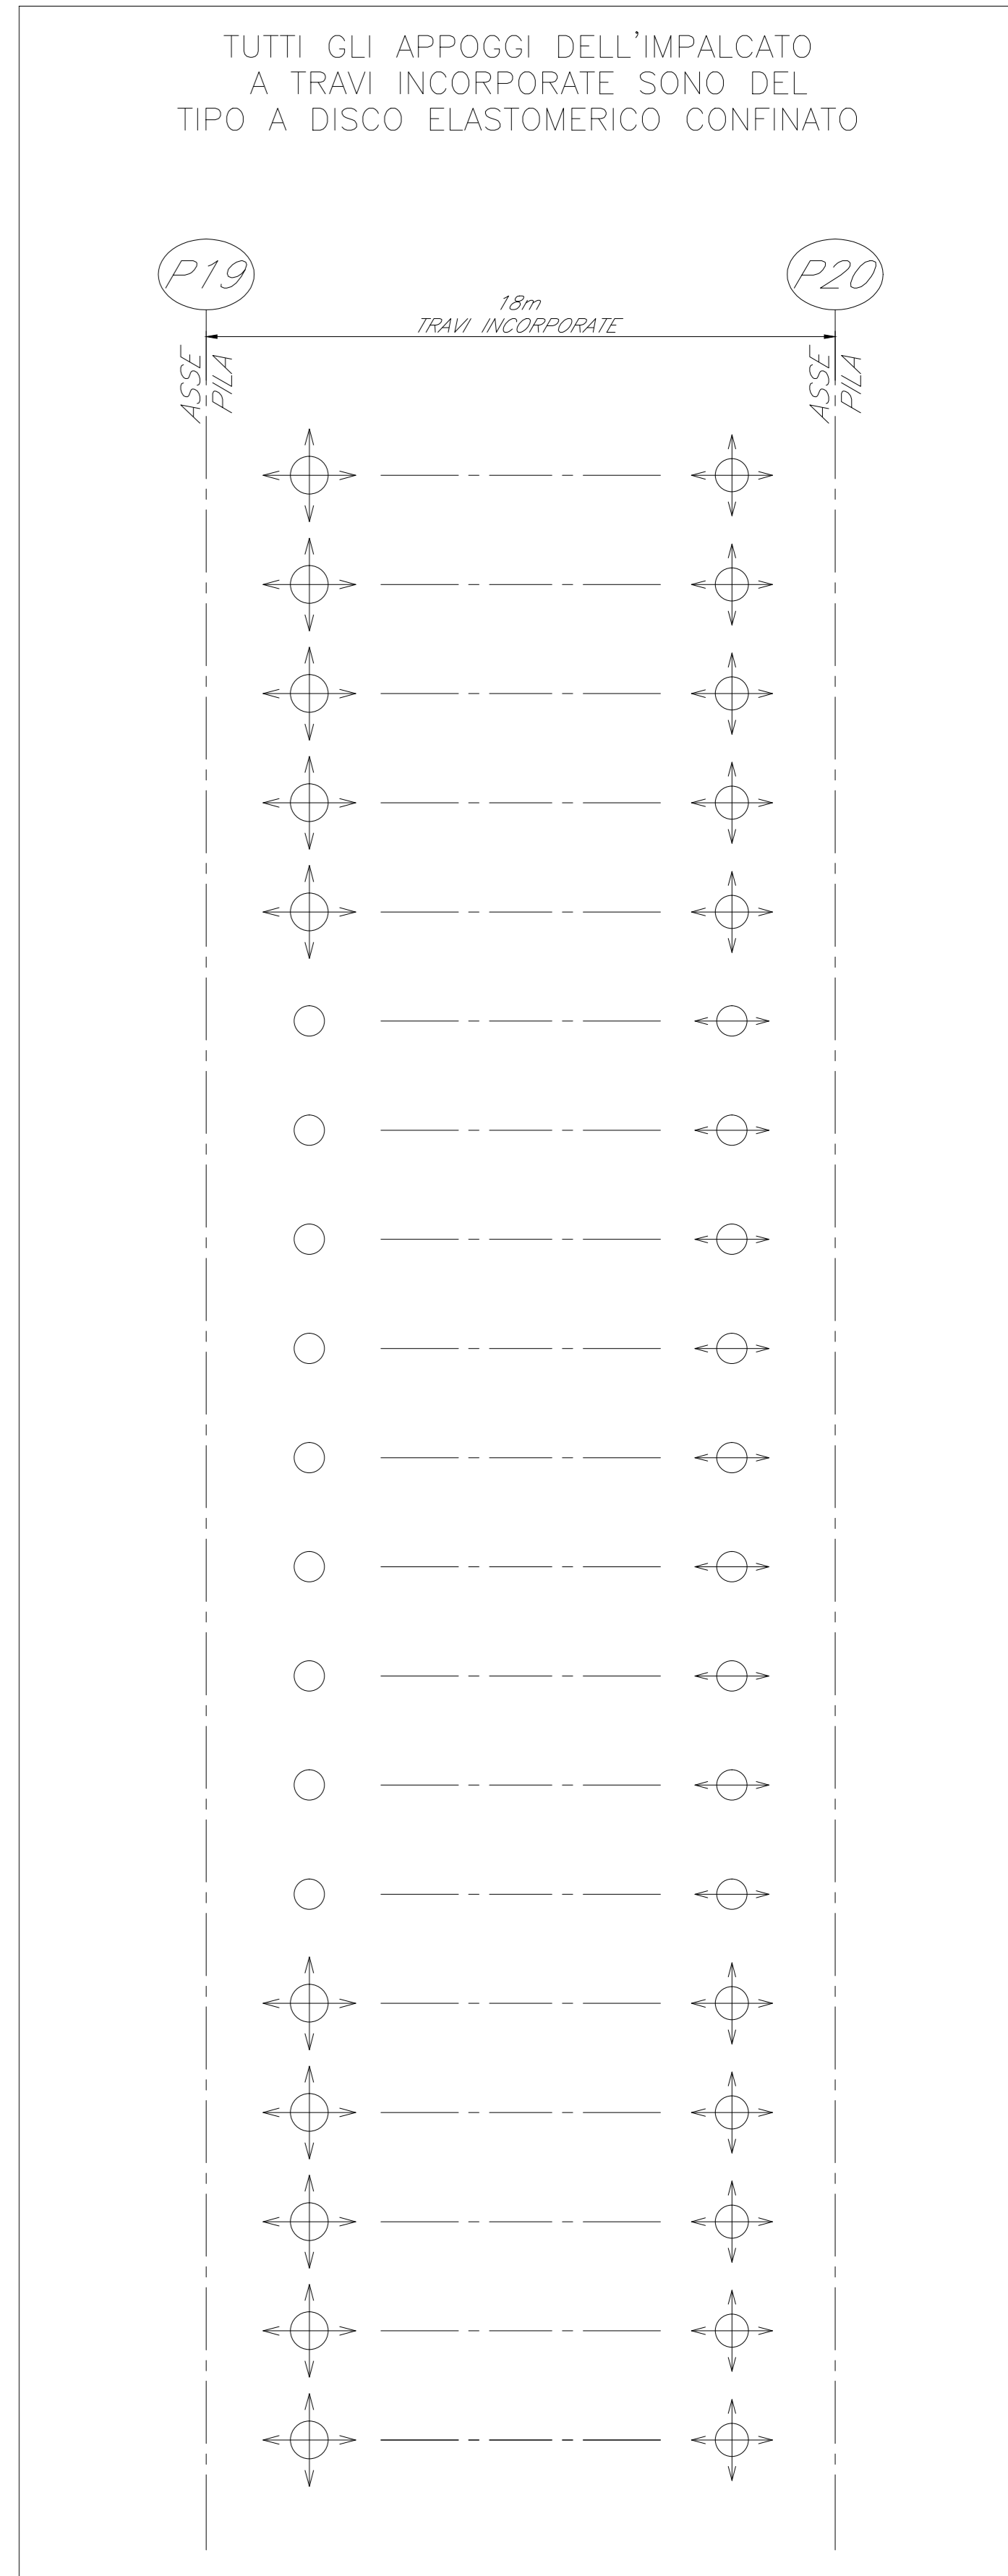 TUTTI GLI APPOGGI DELL'IMPALCATO
A TRAVI INCORPORATE SONO DEL
TIPO A DISCO ELASTOMERICO CONFINATO
P19
P20
18m
TRAVI INCORPORATE
ASSE
PILA
ASSE
PILA